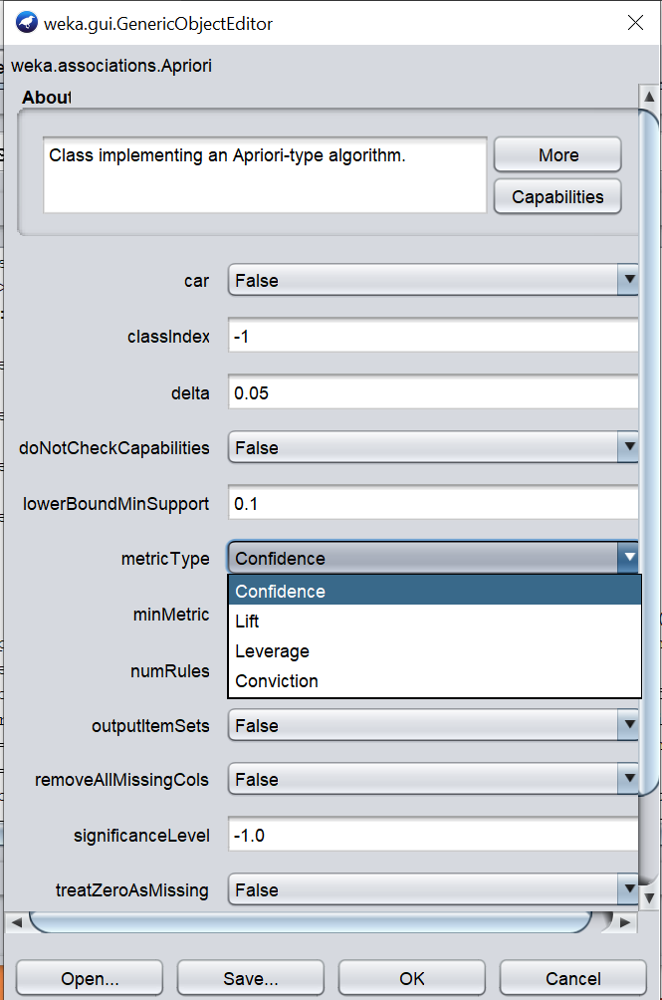 weka.gui.GenericObjectEditor
weka.associations.Apriori
About
Class implementing an Apriori-type algorithm.
More
Capabilities
car False
classIndex -1
delta 0.05
doNotCheckCapabilities False
lowerBoundMinSupport 0.1
metricType Confidence
Confidence
minMetric
Lift
Leverage
numRules
Conviction
outputItemSets False
removeAllMissingCols False
significanceLevel -1.0
treatZeroAsMissing False
Open... Save... OK Cancel